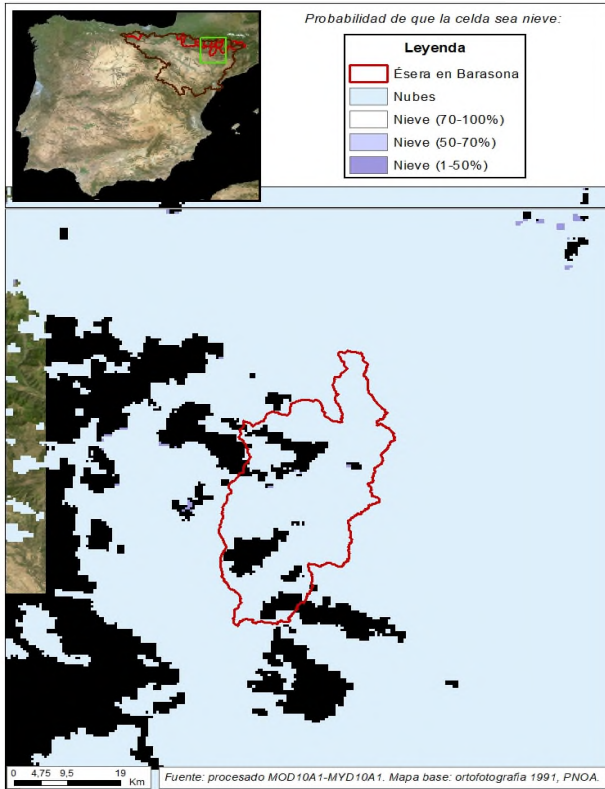 Probabilidad de que la celda sea nieve:
Leyenda
Ésera en Barasona
Nubes
Nieve (70-100%)
Nieve (50-70%)
Nieve (1-50%)
0 4,75 9,5 19
Km
Fuente: procesado MOD10A1-MYD10A1. Mapa base: ortofotografía 1991, PNOA.